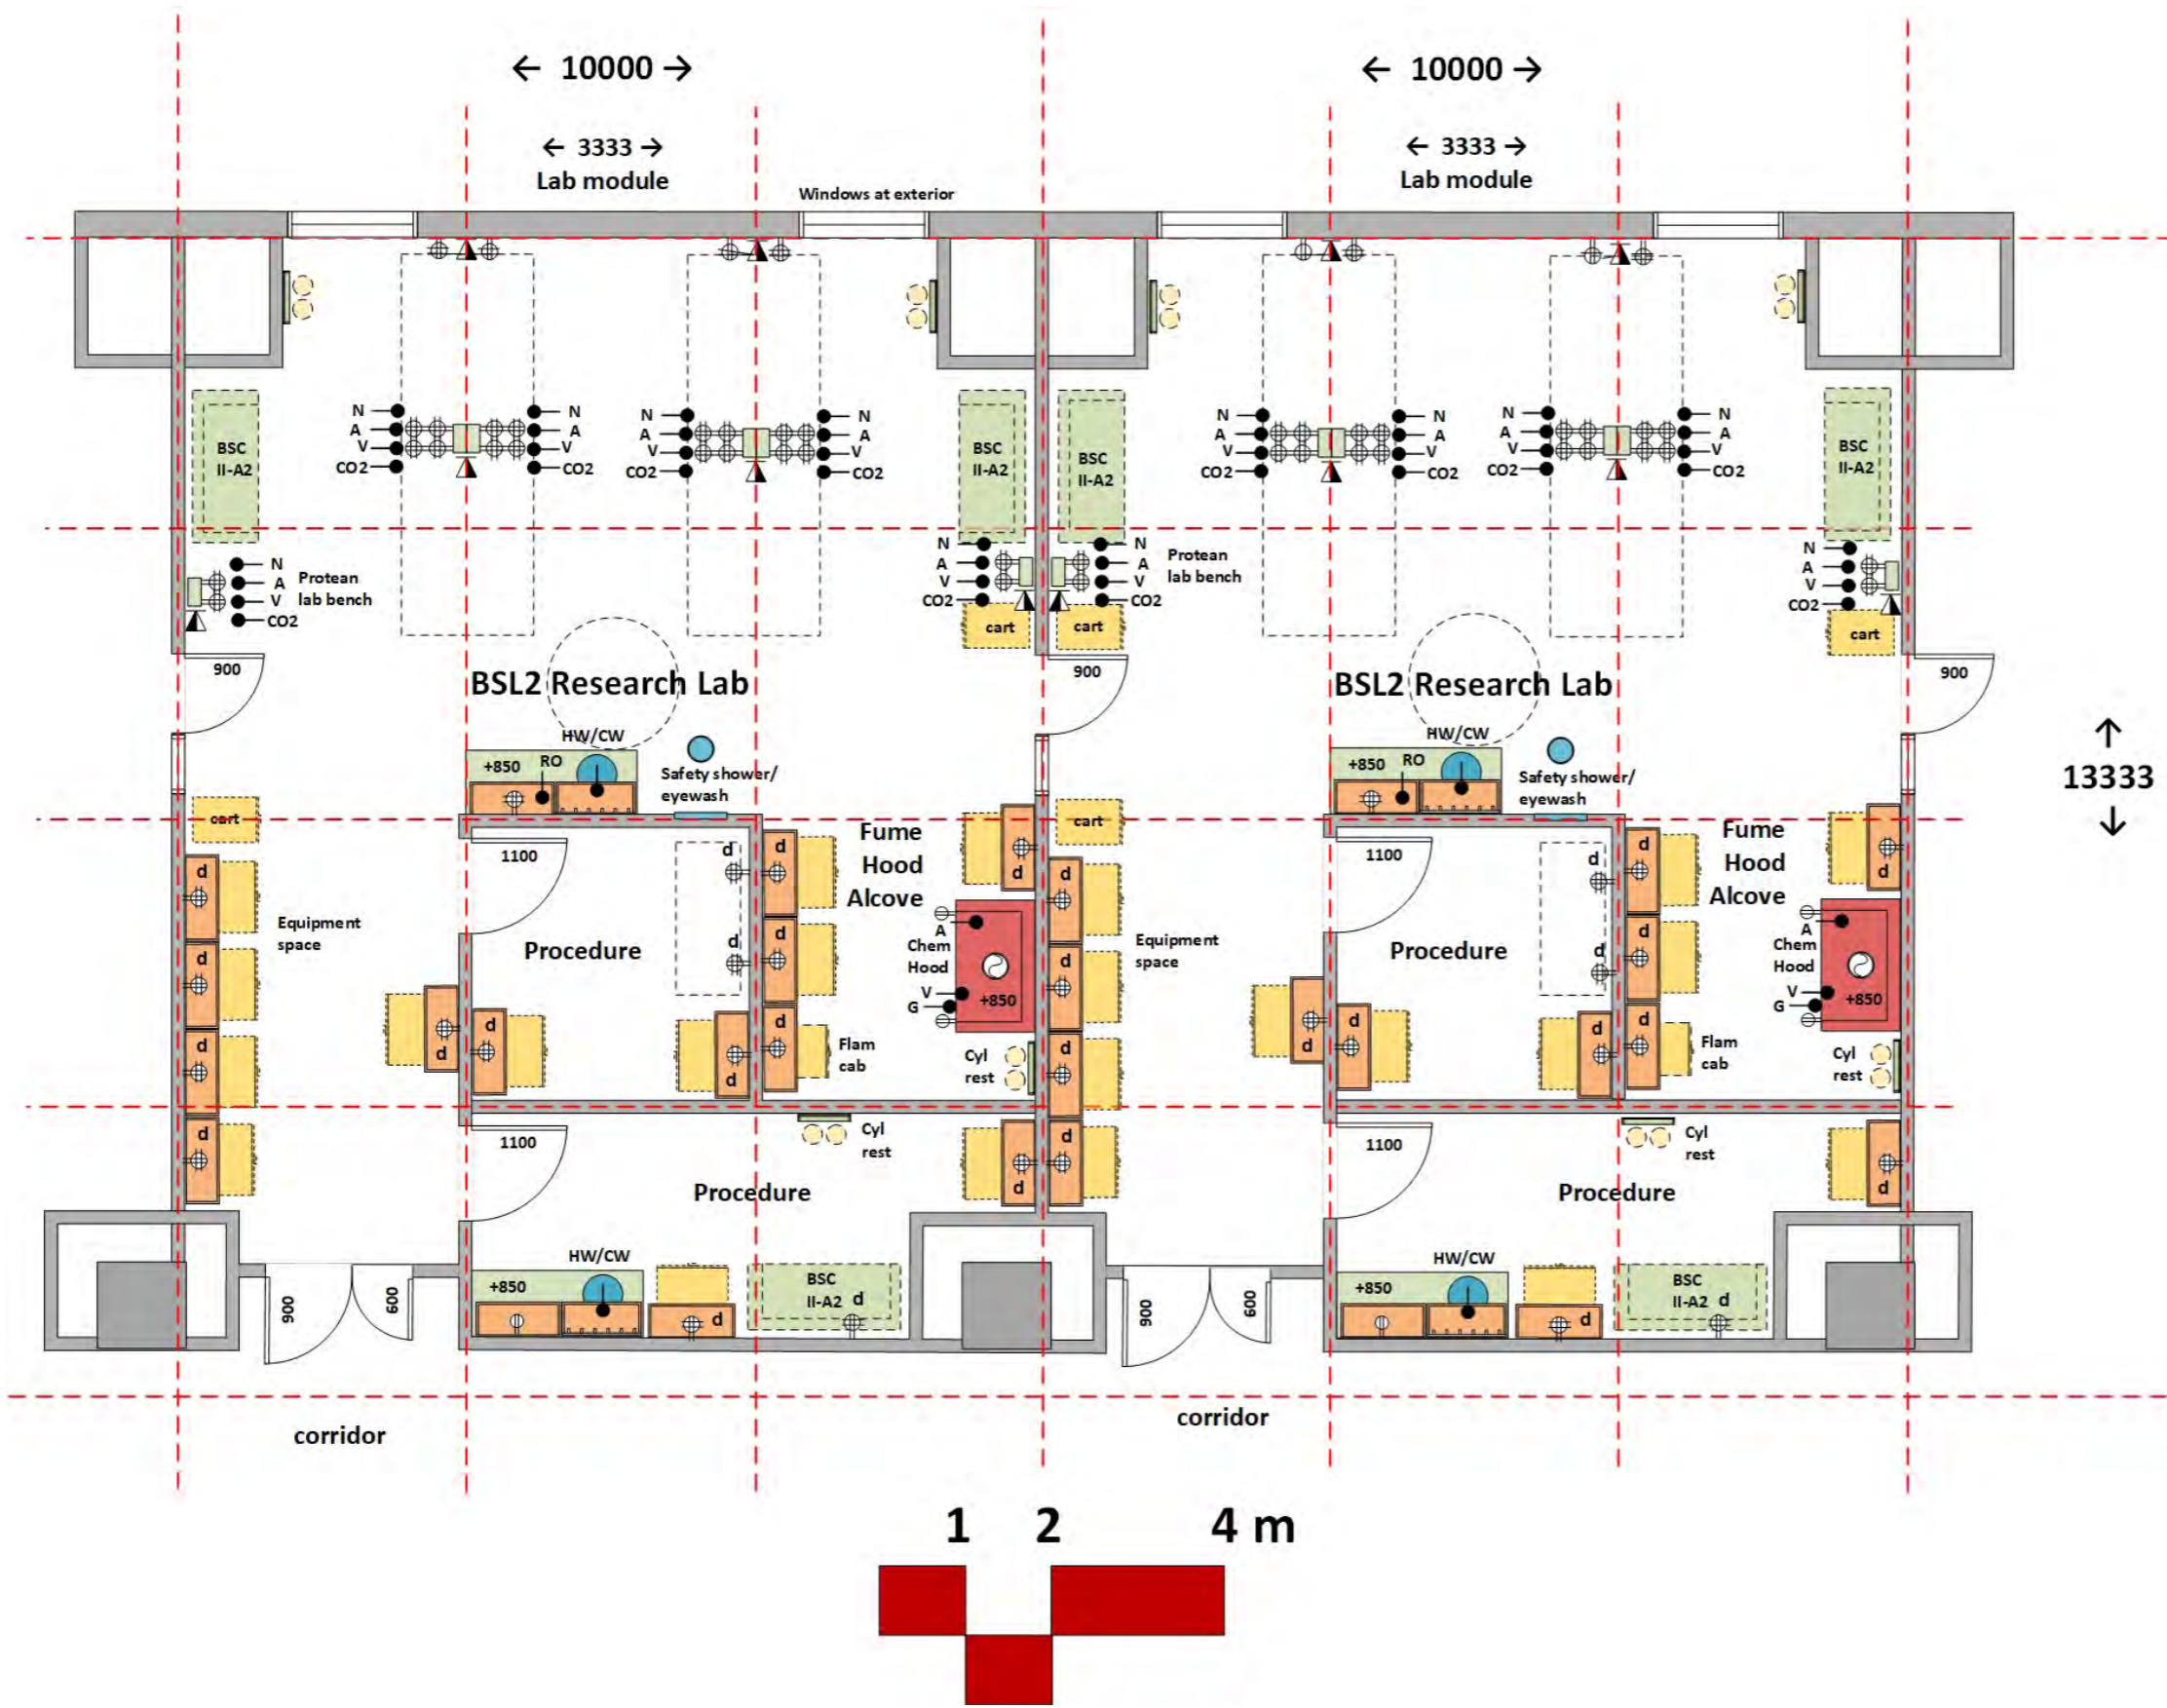 ← 10000 →
← 10000 →
← 3333 →
Lab module
← 3333 →
Lab module
Windows at exterior
N
A
V
CO2
N
A
V
CO2
N
A
V
CO2
N
A
V
CO2
N
A
V
CO2
N
A
V
CO2
N
A
V
CO2
N
A
V
CO2
BSC
II-A2
BSC
II-A2
BSC
II-A2
BSC
II-A2
N
A
V
CO2
Protean
lab bench
N
A
V
CO2
N
A
V
CO2
Protean
lab bench
N
A
V
CO2
cart
cart
cart
900
900
900
BSL2 Research Lab
BSL2 Research Lab
HW/CW
+850
RO
Safety shower/
eyewash
HW/CW
+850
RO
Safety shower/
eyewash
↑
13333
↓
cart
cart
1100
1100
d
d
d
d
Equipment
space
Procedure
d
d
d
d
d
d
d
d
Fume
Hood
Alcove
d
A
Chem
Hood
V
G
+850
Flam
cab
Cyl
rest
d
d
d
d
Equipment
space
Procedure
d
d
d
d
d
d
d
d
Fume
Hood
Alcove
d
A
Chem
Hood
V
G
+850
Flam
cab
Cyl
rest
1100
Cyl
rest
Procedure
d
1100
Cyl
rest
Procedure
d
HW/CW
+850
d
BSC
II-A2
d
HW/CW
+850
d
BSC
II-A2
d
900
600
900
600
corridor
corridor
1 2 4 m